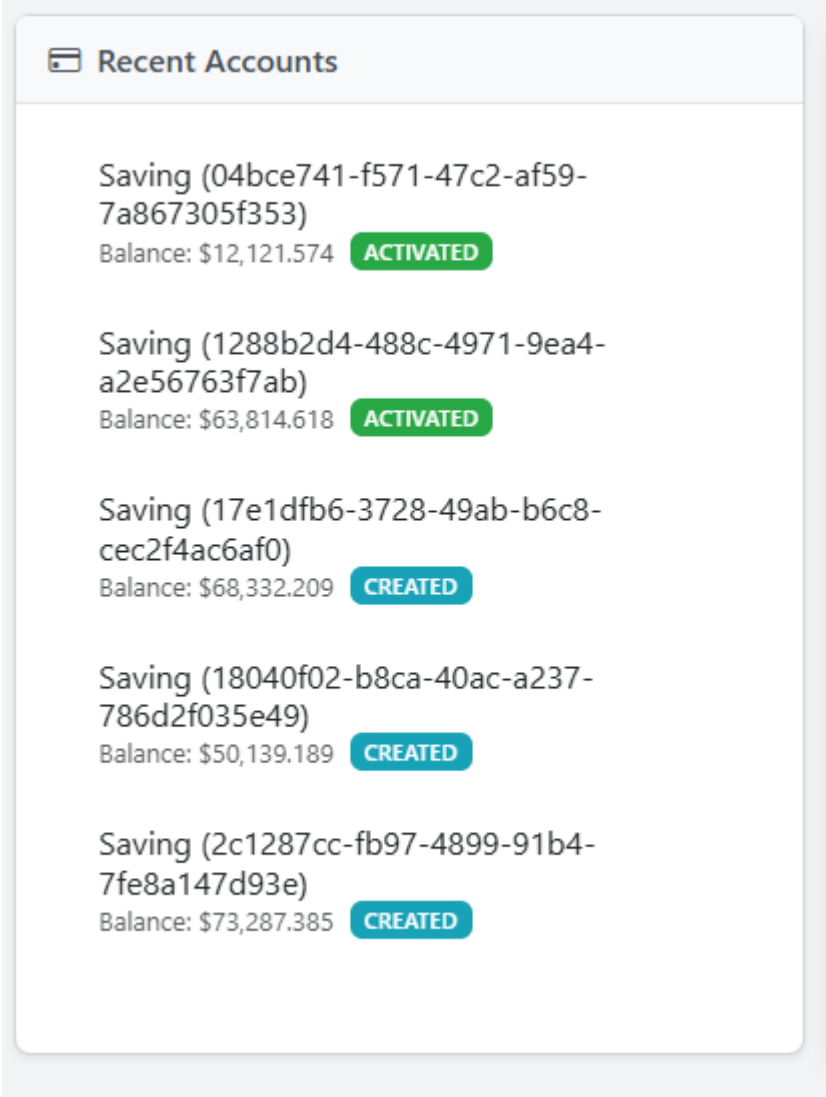 Recent Accounts
Saving (04bce741-f571-47c2-af59-
7a867305f353)
Balance: $12,121.574 ACTIVATED
Saving (1288b2d4-488c-4971-9ea4-
a2e56763f7ab)
Balance: $63,814.618 ACTIVATED
Saving (17e1dfb6-3728-49ab-b6c8-
cec2f4ac6af0)
Balance: $68,332.209 CREATED
Saving (18040f02-b8ca-40ac-a237-
786d2f035e49)
Balance: $50,139.189 CREATED
Saving (2c1287cc-fb97-4899-91b4-
7fe8a147d93e)
Balance: $73,287.385 CREATED